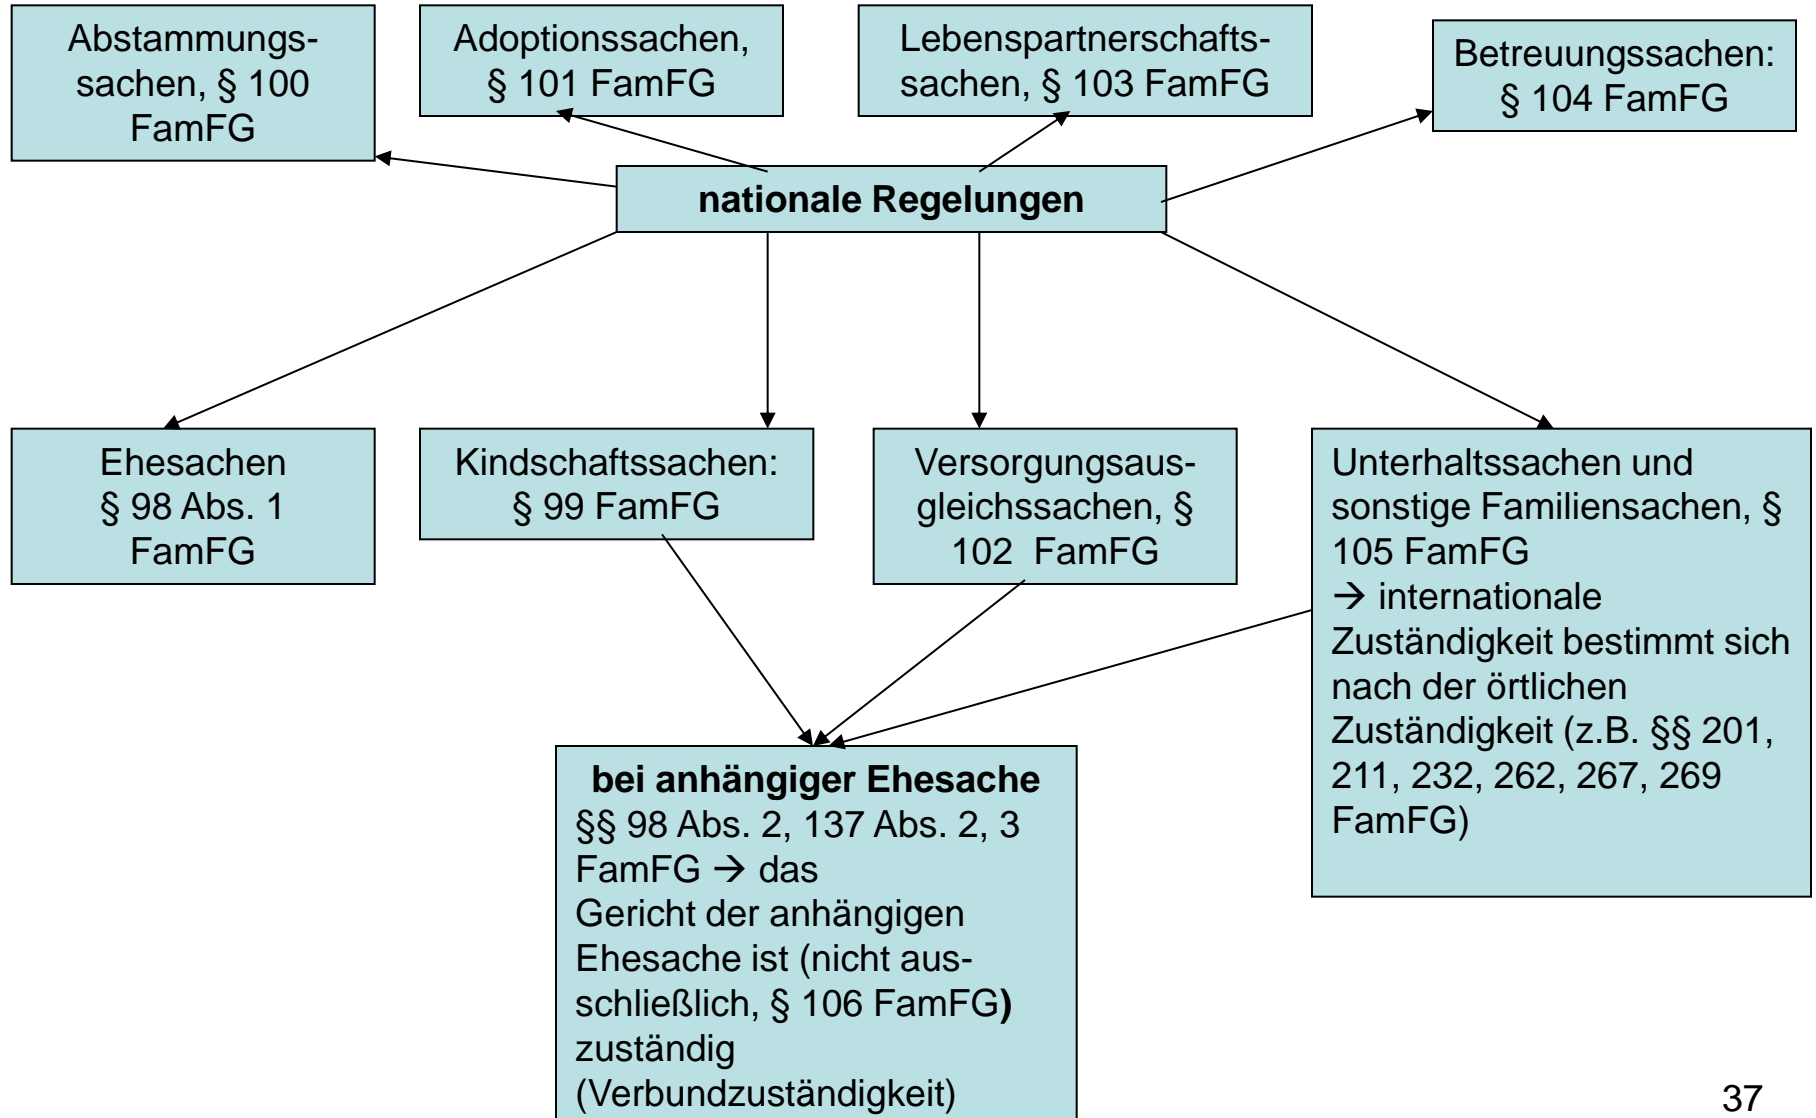 Abstammungs-
sachen, § 100
FamFG
Adoptionssachen,
§ 101 FamFG
Lebenspartnerschafts-
sachen, § 103 FamFG
Betreuungssachen:
§ 104 FamFG
nationale Regelungen
Ehesachen
§ 98 Abs. 1
FamFG
Kindschaftssachen:
§ 99 FamFG
Versorgungsaus-
gleichssachen, §
102 FamFG
Unterhaltssachen und
sonstige Familiensachen, §
105 FamFG
→ internationale
Zuständigkeit bestimmt sich
nach der örtlichen
Zuständigkeit (z.B. §§ 201,
211, 232, 262, 267, 269
FamFG)
bei anhängiger Ehesache
§§ 98 Abs. 2, 137 Abs. 2, 3
FamFG → das
Gericht der anhängigen
Ehesache ist (nicht aus-
schließlich, § 106 FamFG)
zuständig
(Verbundzuständigkeit)
37